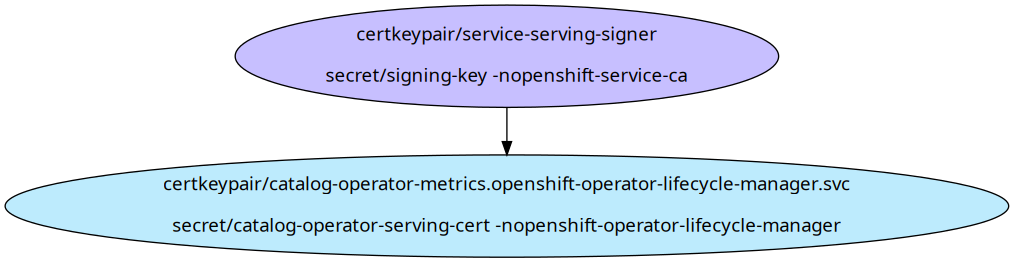 certkeypair/service-serving-signer
secret/signing-key -nopenshift-service-ca
certkeypair/catalog-operator-metrics.openshift-operator-lifecycle-manager.svc
secret/catalog-operator-serving-cert -nopenshift-operator-lifecycle-manager